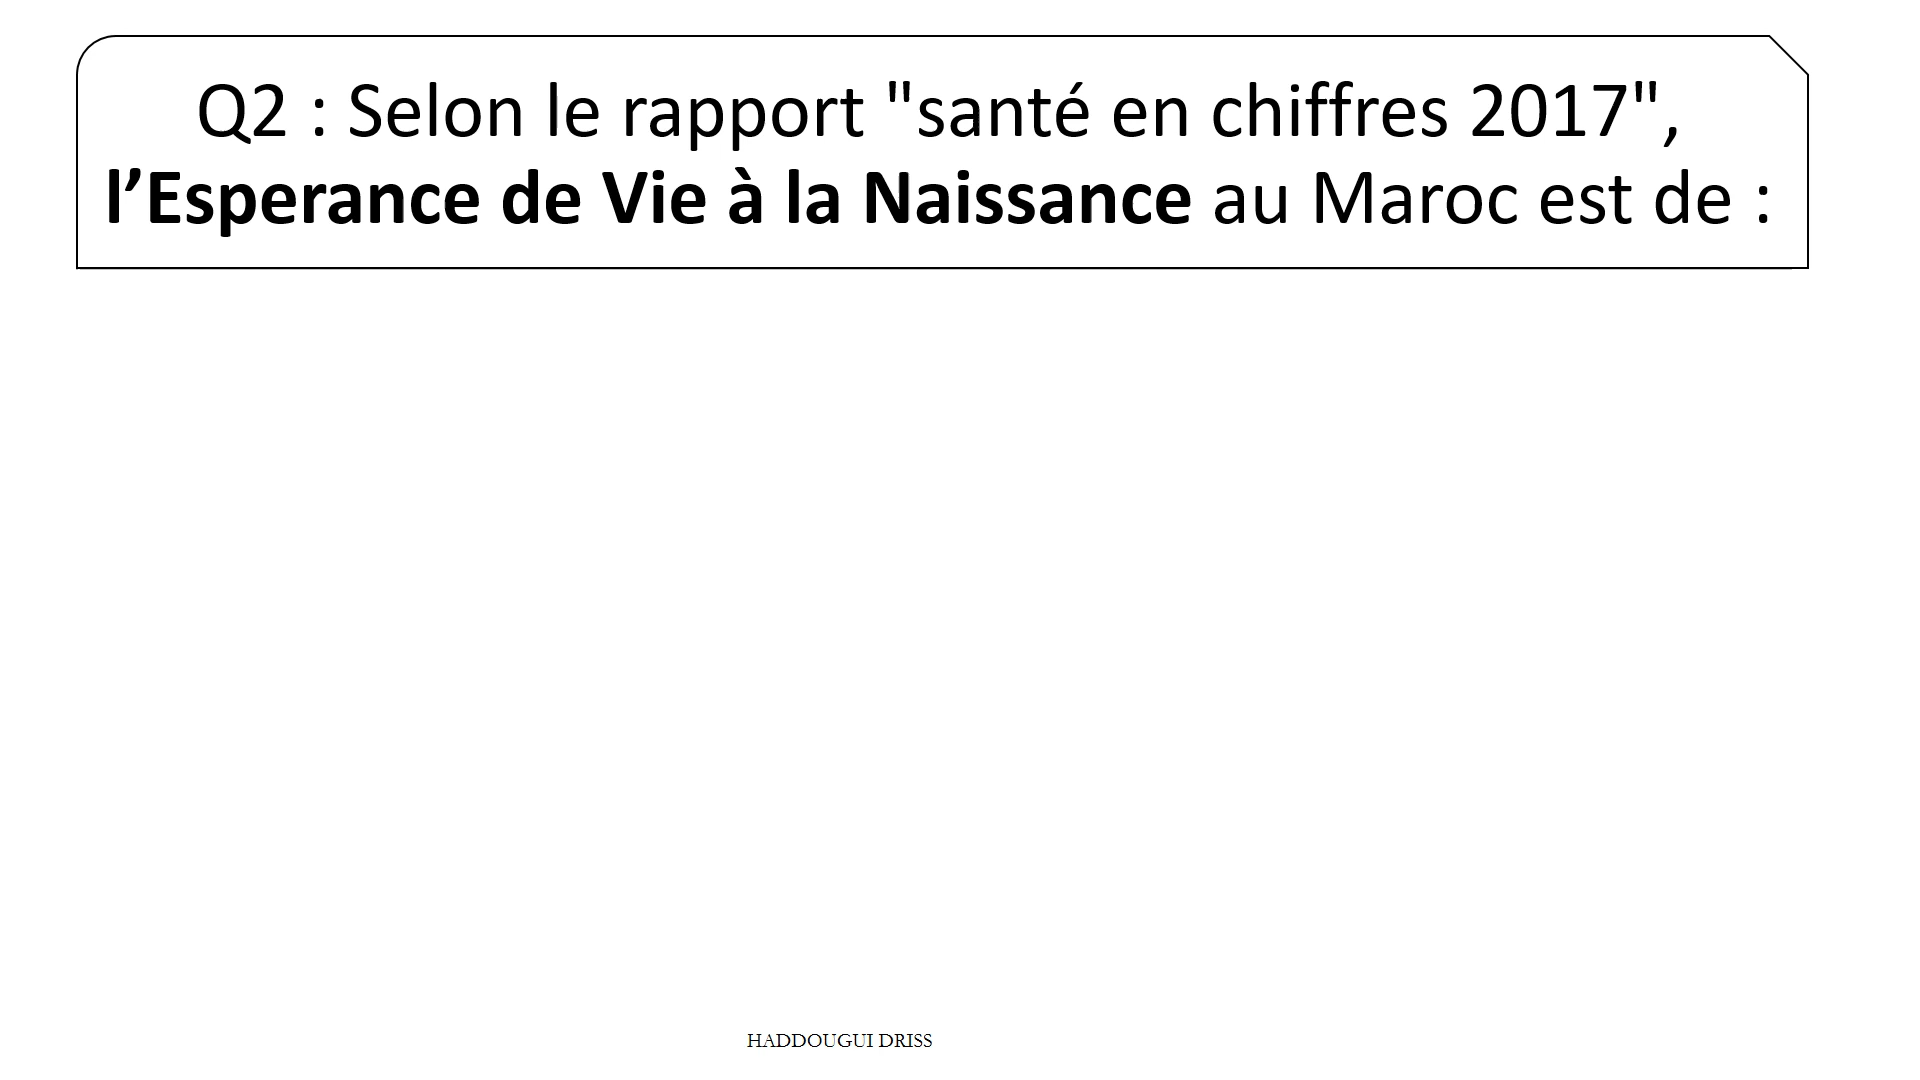 Q2 : Selon le rapport "santé en chiffres 2017",
l’Esperance de Vie à la Naissance au Maroc est de :
HADDOUGUI DRISS